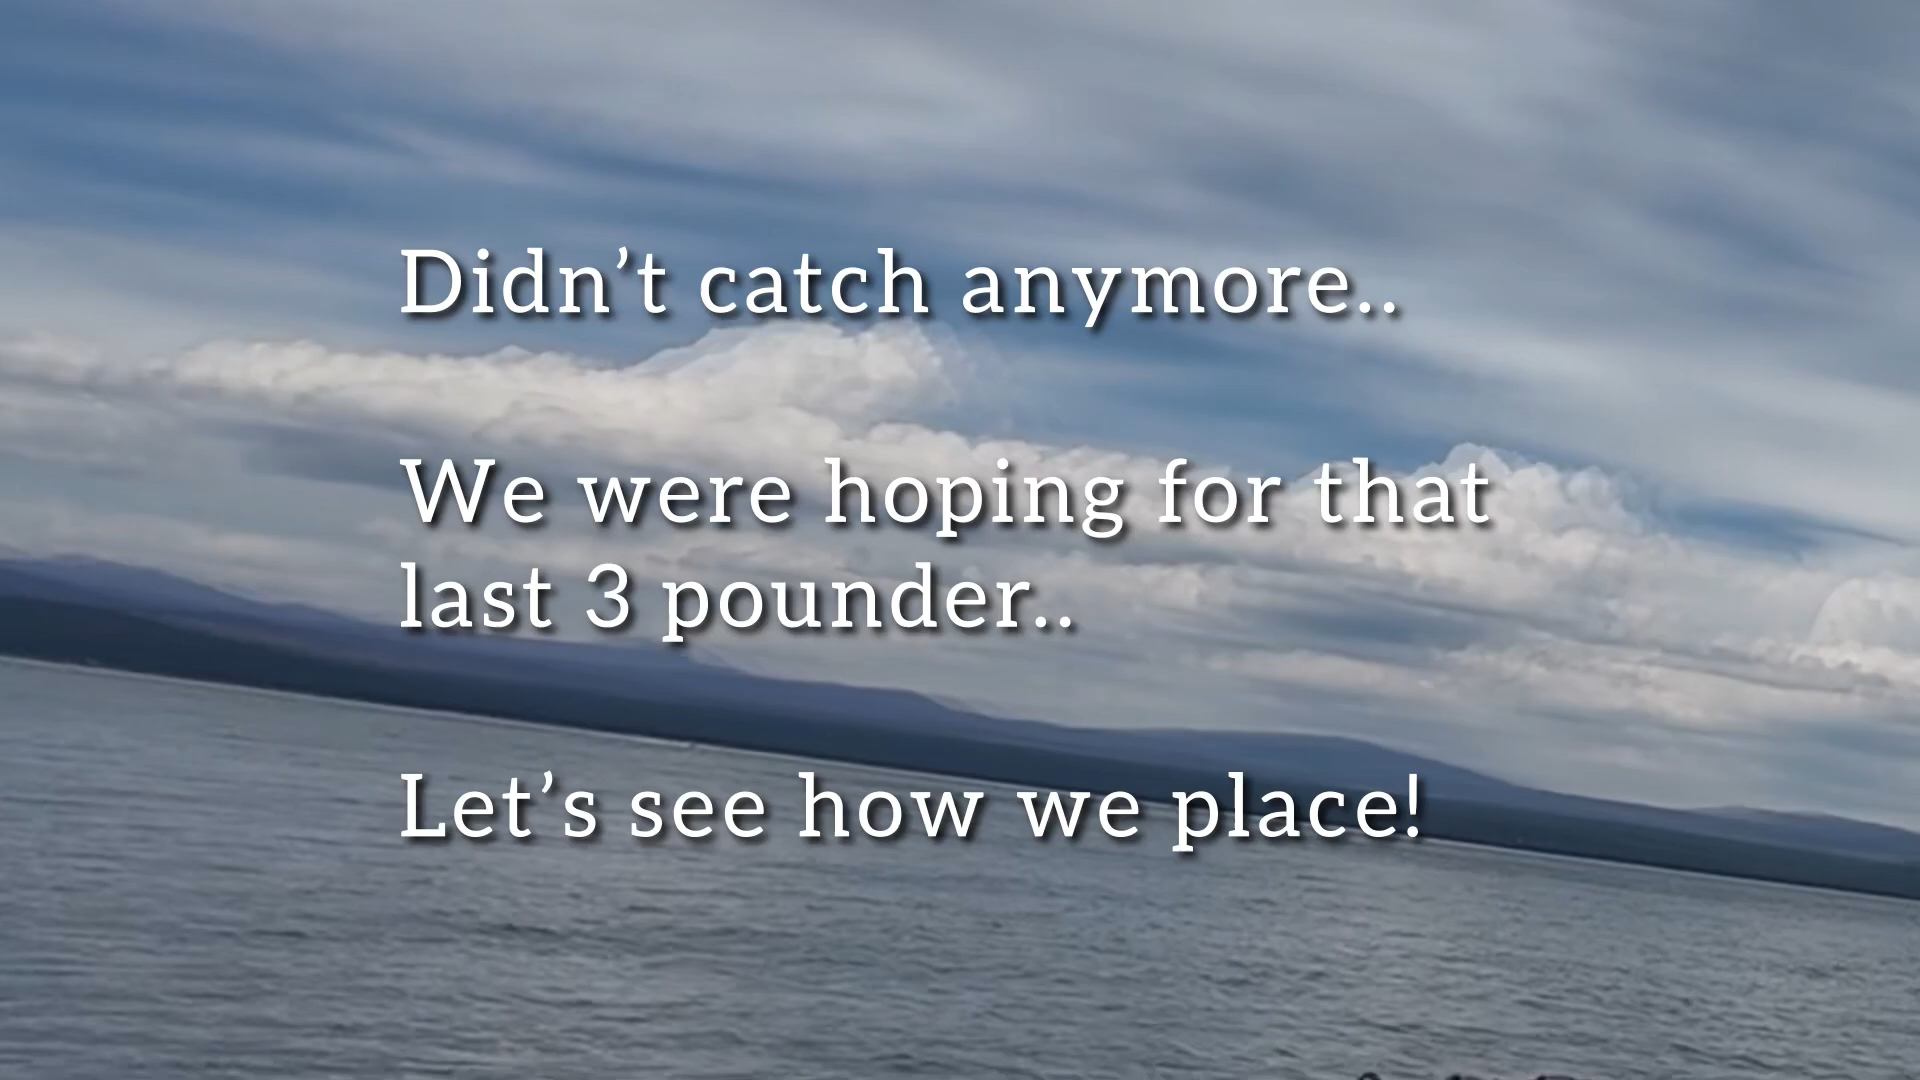 Didn’t catch anymore..
We were hoping for that
last 3 pounder..
Let’s see how we place!